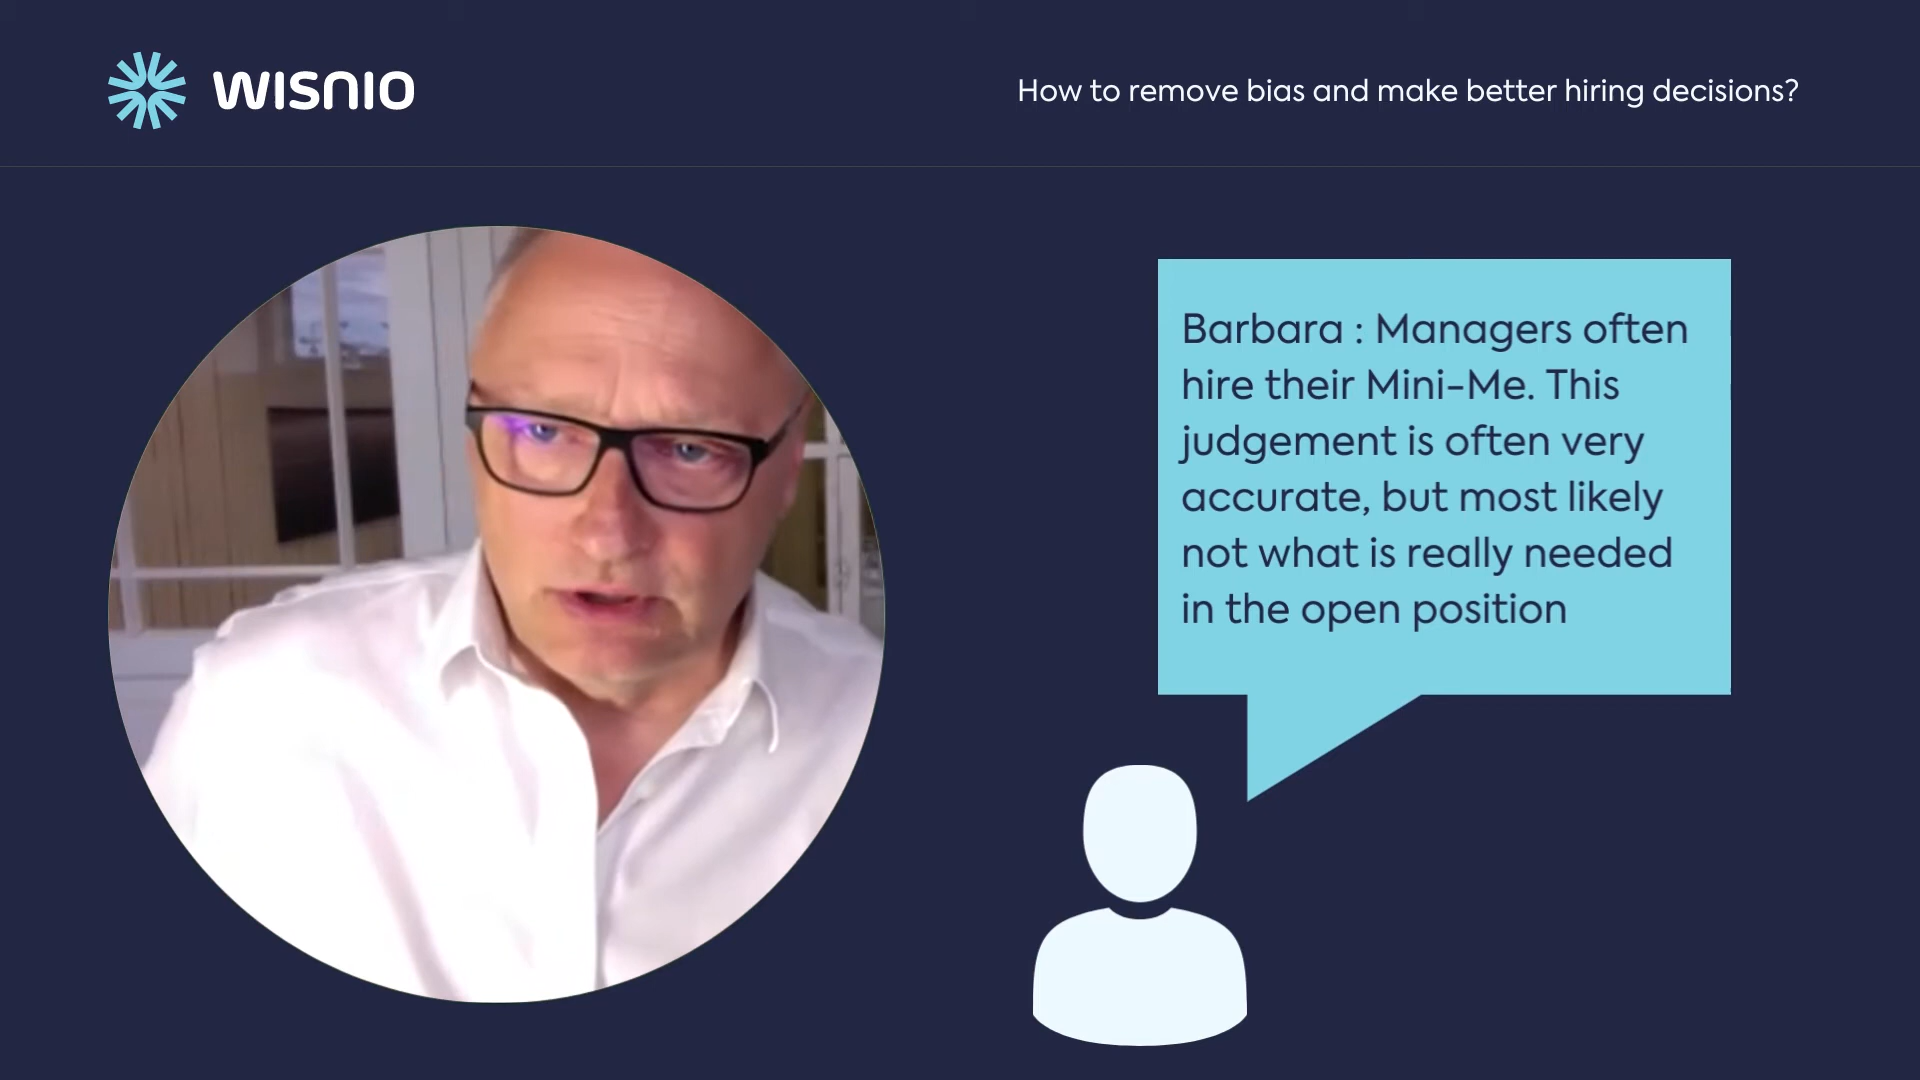 WISNIO
How to remove bias and make better hiring decisions?
Barbara : Managers often
hire their Mini-Me. This
judgement is often very
accurate, but most likely
not what is really needed
in the open position